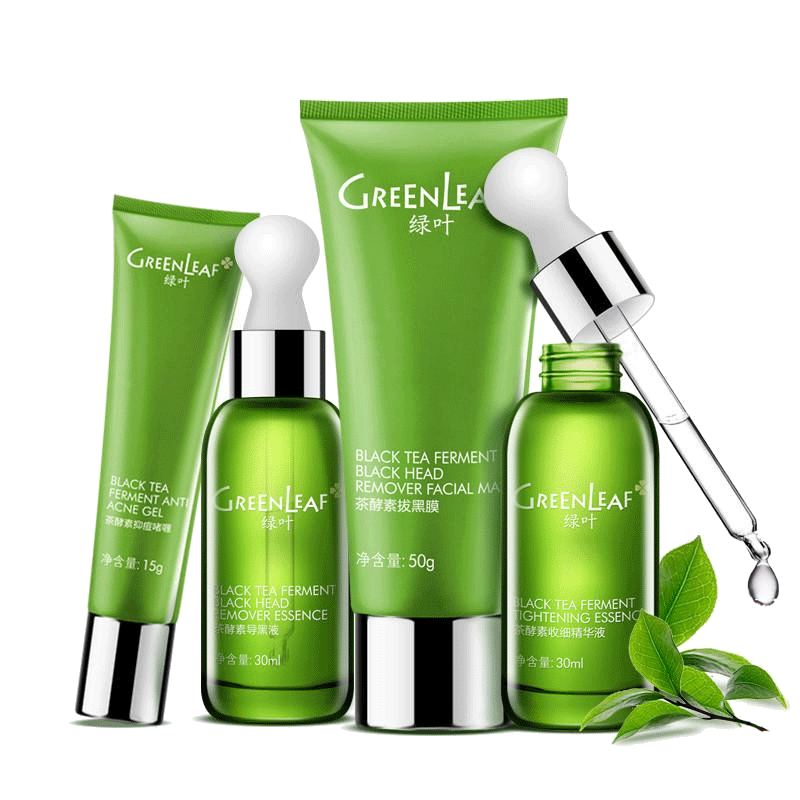 GREENLEAF
绿叶
BLACK TEA
FERMENT ANTI
ACNE GEL
茶酵素抑痘啫喱
净含量: 15g
GREENLEAF
绿叶
BLACK TEA FERMENT
BLACK HEAD
REMOVER ESSENCE
茶酵素导黑液
净含量: 30ml
GREENLEAF
绿叶
BLACK TEA FERMENT
BLACK HEAD
REMOVER FACIAL MA
茶酵素拔黑膜
净含量: 50g
GREENLEAF
绿叶
BLACK TEA FERMENT
TIGHTENING ESSENC
茶酵素收细精华液
净含量: 30ml